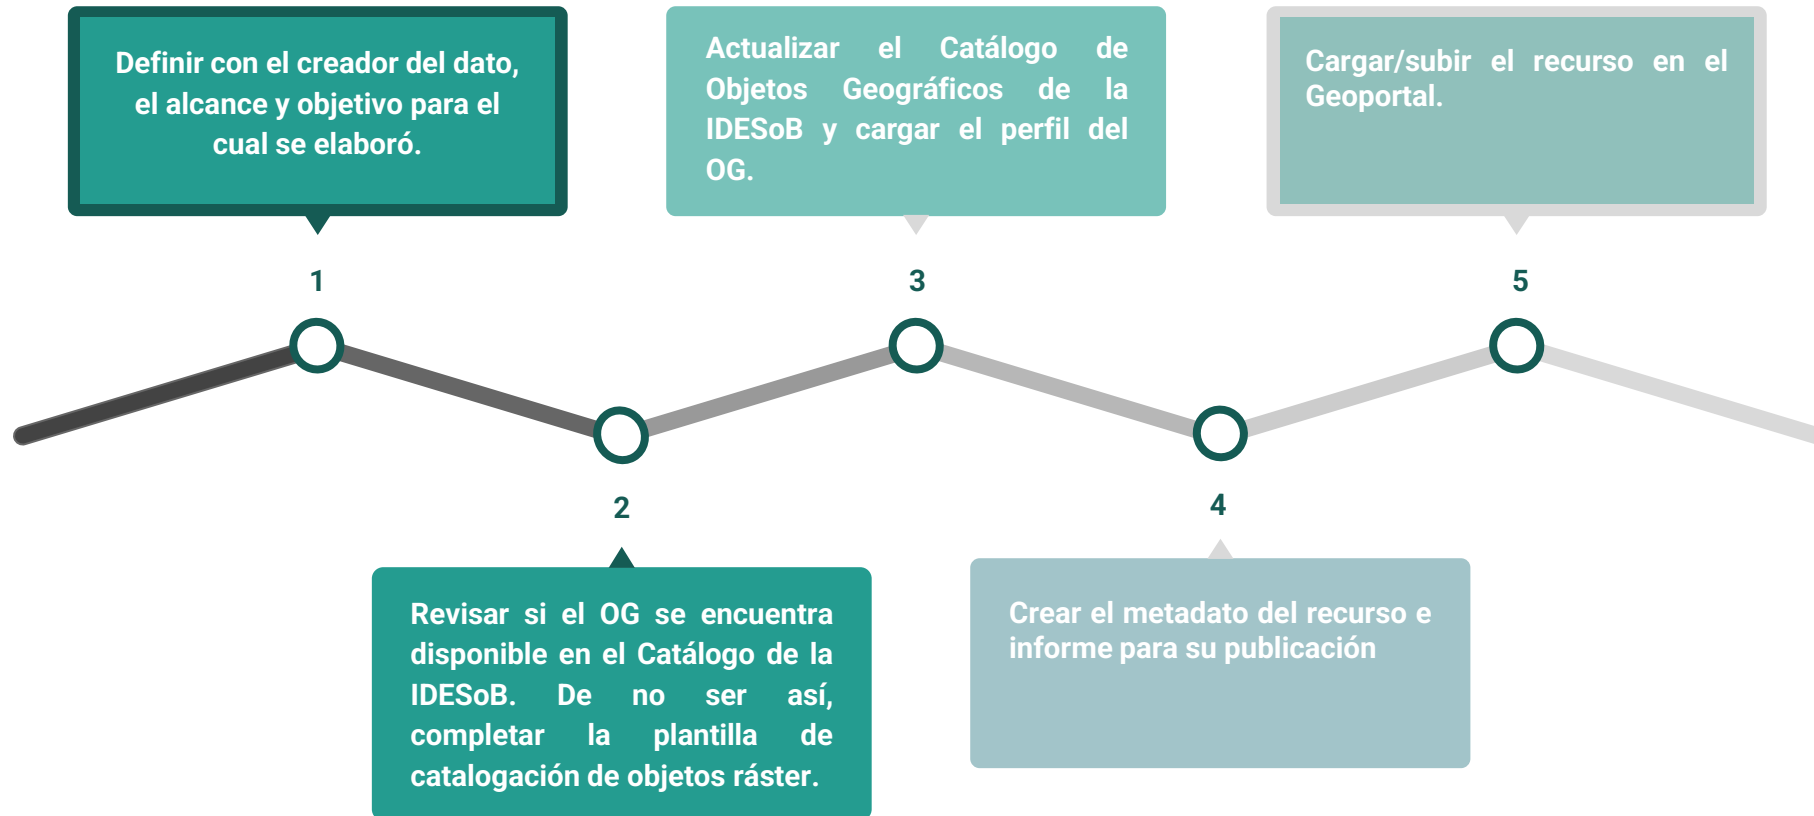 Definir con el creador del dato,
el alcance y objetivo para el
cual se elaboró.
1
Revisar si el OG se encuentra
disponible en el Catálogo de la
IDESoB. De no ser así,
completar la plantilla de
catalogación de objetos ráster.
2
Actualizar el Catálogo de
Objetos Geográficos de la
IDESoB y cargar el perfil del
OG.
3
Crear el metadato del recurso e
informe para su publicación
4
Cargar/subir el recurso en el
Geoportal.
5